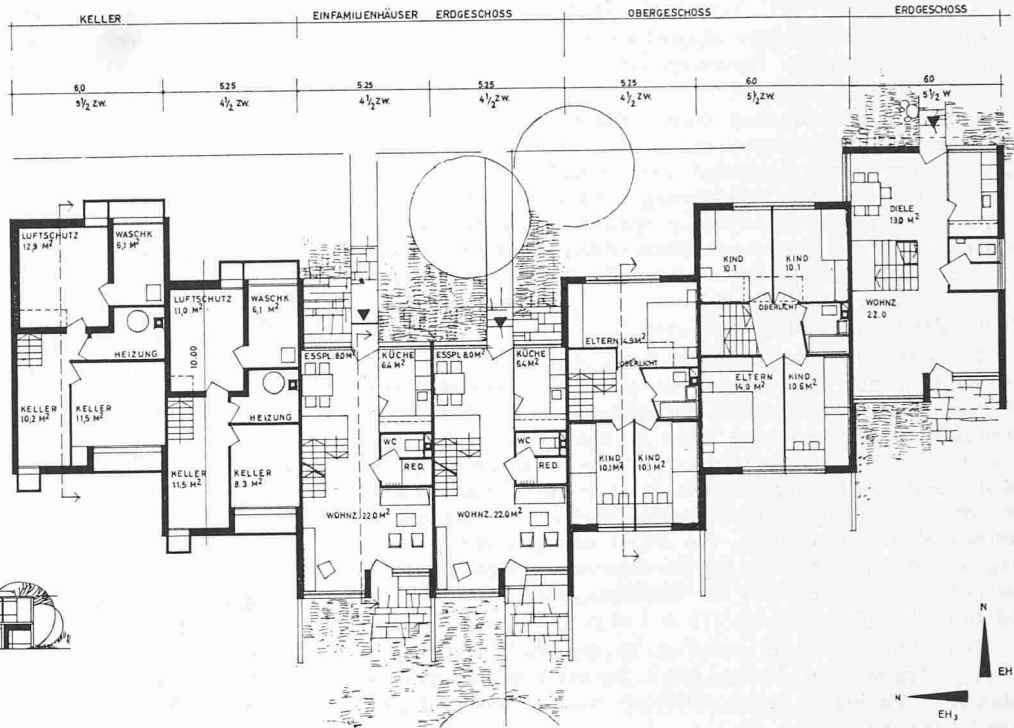 KELLER
EINFAMILIENHÄUSER ERDGESCHOSS
OBERGESCHOSS
ERDGESCHOSS
6,0
5.25
5.25
5.25
5.25
6.0
6.0
5½ ZW.
4½ ZW.
4½ ZW.
4½ ZW.
4½ ZW.
5½ ZW.
5½ W
LUFTSCHUTZ
12,9 M²
WASCHK.
6,1 M²
HEIZUNG
KELLER
10,2 M²
KELLER
11,5 M²
LUFTSCHUTZ
11,0 M²
WASCHK.
6,1 M²
10.00
HEIZUNG
KELLER
11.5 M²
KELLER
8.3 M²
ESSPL. 8.0 M²
KÜCHE
6.4 M²
WC
RED.
WOHNZ. 22.0 M²
ESSPL. 8.0 M²
KÜCHE
6.4 M²
WC
RED.
WOHNZ. 22.0 M²
ELTERN 14.9 M²
OBERLICHT
KIND
10.1 M²
KIND
10.1 M²
KIND
10.1
KIND
10.1
OBERLICHT
ELTERN
14.0 M²
KIND
10.6 M²
DIELE
13.0 M²
WOHNZ
22.0
N
EH
N
EH₃